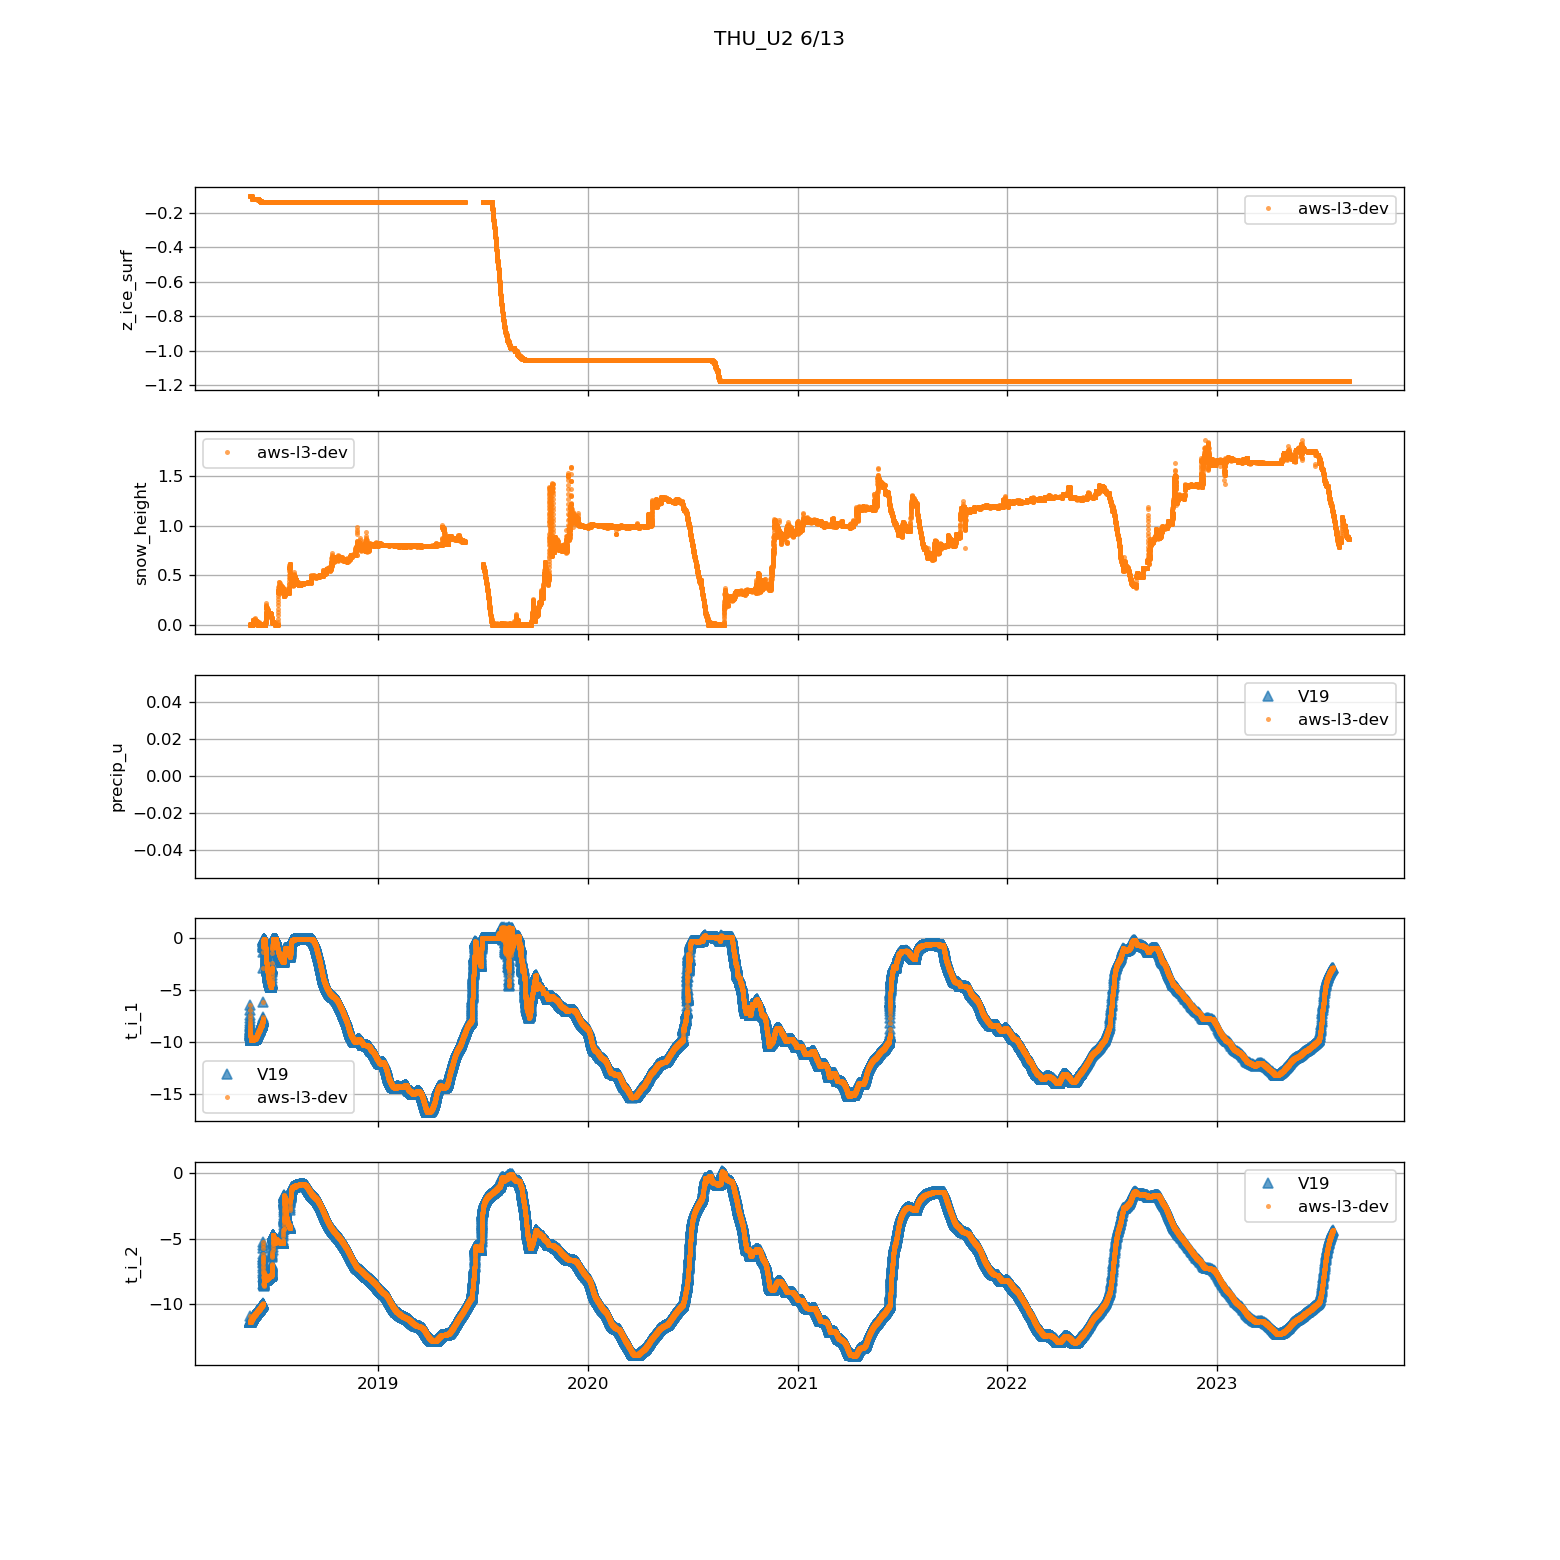 THU_U2 6/13
z_ice_surf
−0.2
−0.4
−0.6
−0.8
−1.0
−1.2
aws-l3-dev
snow_height
1.5
1.0
0.5
0.0
aws-l3-dev
precip_u
0.04
0.02
0.00
−0.02
−0.04
V19
aws-l3-dev
t_i_1
0
−5
−10
−15
V19
aws-l3-dev
t_i_2
0
−5
−10
V19
aws-l3-dev
2019 2020 2021 2022 2023